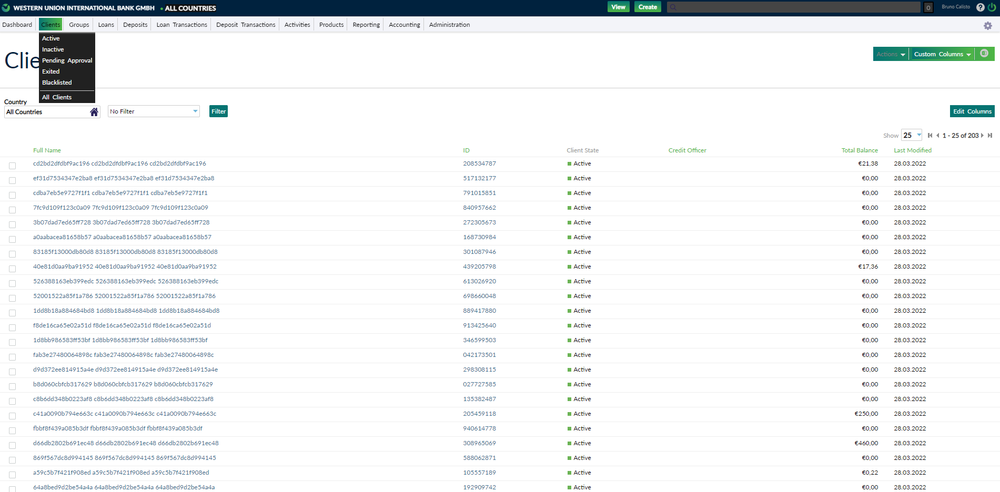 WESTERN UNION INTERNATIONAL BANK GMBH • ALL COUNTRIES View Create 0 Bruno Calisto ?
Dashboard Clients Groups Loans Deposits Loan Transactions Deposit Transactions Activities Products Reporting Accounting Administration
Active
Inactive
Pending Approval
Exited
Blacklisted
All Clients
Clie
Actions Custom Columns
Country
All Countries No Filter Filter Edit Columns
Show 25 1 - 25 of 203
Full Name ID Client State Credit Officer Total Balance Last Modified
cd2bd2dfdbf9ac196 cd2bd2dfdbf9ac196 cd2bd2dfdbf9ac196 208534787 Active €21,38 28.03.2022
ef31d7534347e2ba8 ef31d7534347e2ba8 ef31d7534347e2ba8 517132177 Active €0,00 28.03.2022
cdba7eb5e9727f1f1 cdba7eb5e9727f1f1 cdba7eb5e9727f1f1 791015851 Active €0,00 28.03.2022
7fc9d109f123c0a09 7fc9d109f123c0a09 7fc9d109f123c0a09 840957662 Active €0,00 28.03.2022
3b07dad7ed65ff728 3b07dad7ed65ff728 3b07dad7ed65ff728 272305673 Active €0,00 28.03.2022
a0aabacea81658b57 a0aabacea81658b57 a0aabacea81658b57 168730984 Active €0,00 28.03.2022
83185f13000db80d8 83185f13000db80d8 83185f13000db80d8 301087946 Active €0,00 28.03.2022
40e81d0aa9ba91952 40e81d0aa9ba91952 40e81d0aa9ba91952 439205798 Active €17,36 28.03.2022
526388163eb399edc 526388163eb399edc 526388163eb399edc 613026920 Active €0,00 28.03.2022
52001522a85f1a786 52001522a85f1a786 52001522a85f1a786 698660048 Active €0,00 28.03.2022
1dd8b18a884684bd8 1dd8b18a884684bd8 1dd8b18a884684bd8 889417880 Active €0,00 28.03.2022
f8de16ca65e02a51d f8de16ca65e02a51d f8de16ca65e02a51d 913425640 Active €0,00 28.03.2022
1d8bb986583ff53bf 1d8bb986583ff53bf 1d8bb986583ff53bf 346599503 Active €0,00 28.03.2022
fab3e27480064898c fab3e27480064898c fab3e27480064898c 042173501 Active €0,00 28.03.2022
d9d372ee814915a4e d9d372ee814915a4e d9d372ee814915a4e 298308115 Active €0,00 28.03.2022
b8d060cbfcb317629 b8d060cbfcb317629 b8d060cbfcb317629 027727585 Active €0,00 28.03.2022
c8b6dd348b0223af8 c8b6dd348b0223af8 c8b6dd348b0223af8 135382487 Active €0,00 28.03.2022
c41a0090b794e663c c41a0090b794e663c c41a0090b794e663c 205459118 Active €250,00 28.03.2022
fbbf8f439a085b3df fbbf8f439a085b3df fbbf8f439a085b3df 940614778 Active €0,00 28.03.2022
d66db2802b691ec48 d66db2802b691ec48 d66db2802b691ec48 308965069 Active €460,00 28.03.2022
869f567dc8d994145 869f567dc8d994145 869f567dc8d994145 588062871 Active €0,00 28.03.2022
a59c5b7f421f908ed a59c5b7f421f908ed a59c5b7f421f908ed 105557189 Active €0,22 28.03.2022
64a8bed9d2be54a4a 64a8bed9d2be54a4a 64a8bed9d2be54a4a 192909742 Active €0,00 28.03.2022